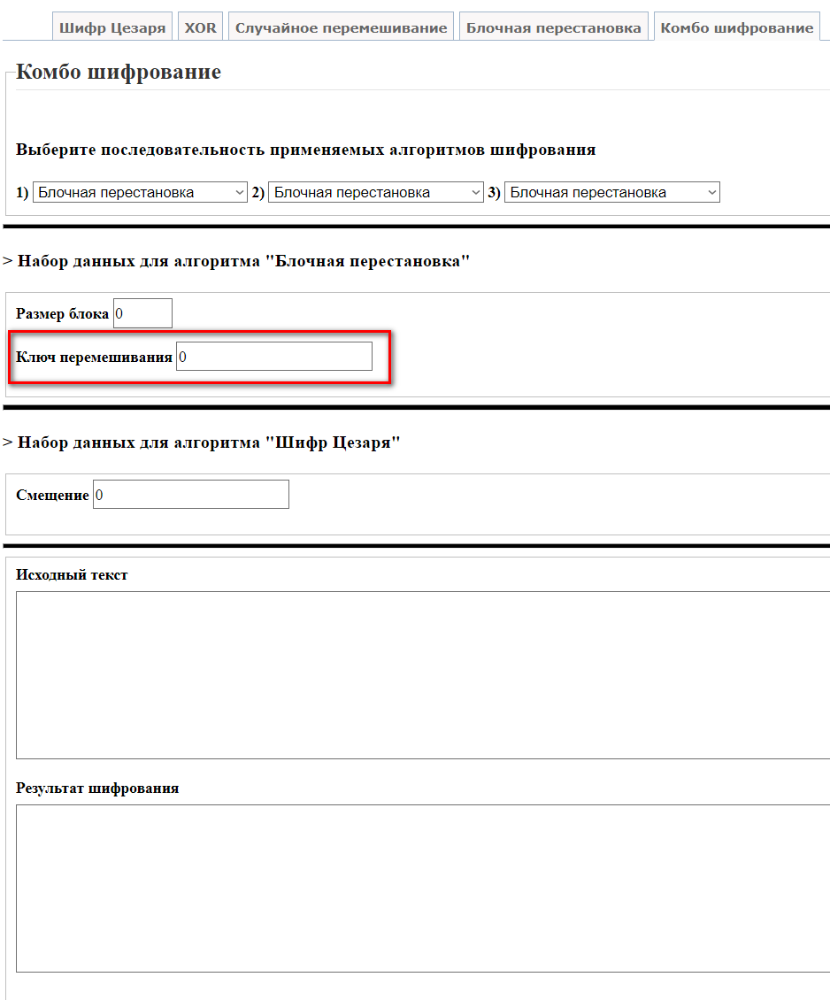 Шифр Цезаря XOR Случайное перемешивание Блочная перестановка Комбо шифрование
Комбо шифрование
Выберите последовательность применяемых алгоритмов шифрования
1) Блочная перестановка 2) Блочная перестановка 3) Блочная перестановка
> Набор данных для алгоритма "Блочная перестановка"
Размер блока 0
Ключ перемешивания 0
> Набор данных для алгоритма "Шифр Цезаря"
Смещение 0
Исходный текст
Результат шифрования